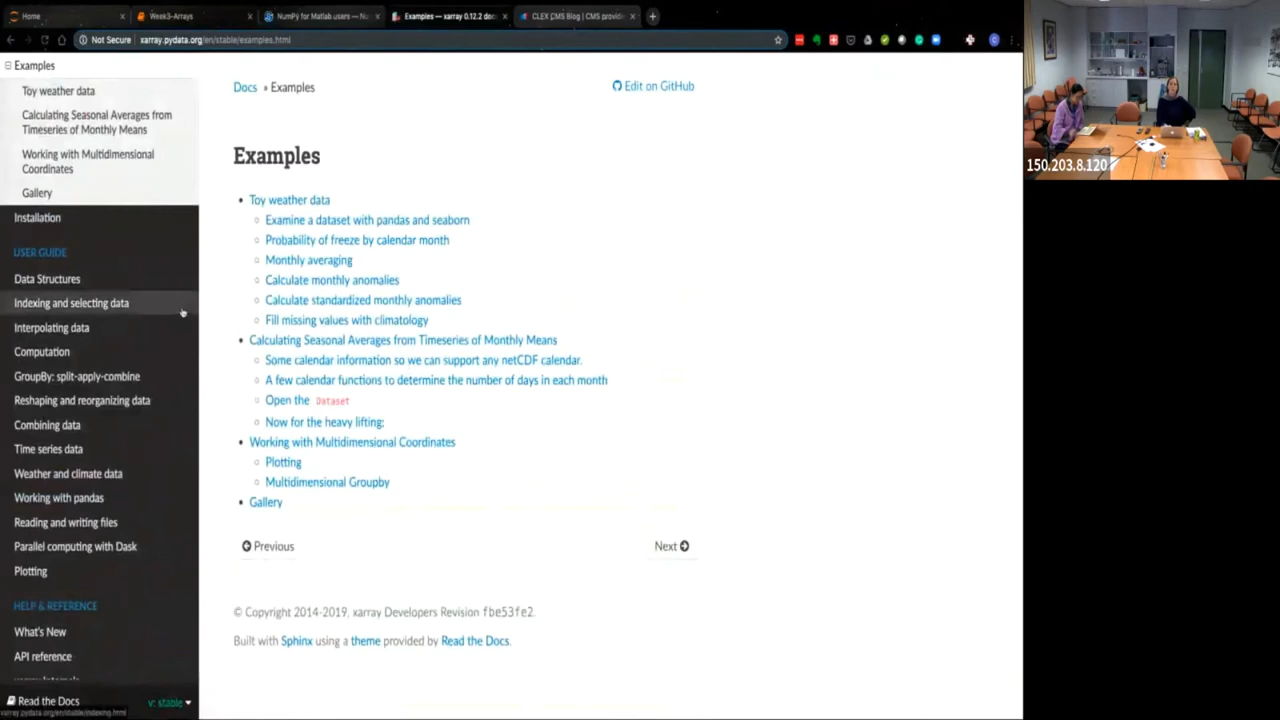 Home
Week3-Arrays
NumPy for Matlab users — Nu
Examples — xarray 0.12.2 doc
CLEX CMS Blog | CMS provid
Not Secure
xarray.pydata.org/en/stable/examples.html
Examples
Toy weather data
Calculating Seasonal Averages from
Timeseries of Monthly Means
Working with Multidimensional
Coordinates
Gallery
Installation
USER GUIDE
Data Structures
Indexing and selecting data
Interpolating data
Computation
GroupBy: split-apply-combine
Reshaping and reorganizing data
Combining data
Time series data
Weather and climate data
Working with pandas
Reading and writing files
Parallel computing with Dask
Plotting
HELP & REFERENCE
What's New
API reference
Read the Docs
v: stable
xarray.pydata.org/en/stable/indexing.html
Docs » Examples
Edit on GitHub
Examples
Toy weather data
Examine a dataset with pandas and seaborn
Probability of freeze by calendar month
Monthly averaging
Calculate monthly anomalies
Calculate standardized monthly anomalies
Fill missing values with climatology
Calculating Seasonal Averages from Timeseries of Monthly Means
Some calendar information so we can support any netCDF calendar.
A few calendar functions to determine the number of days in each month
Open the Dataset
Now for the heavy lifting:
Working with Multidimensional Coordinates
Plotting
Multidimensional Groupby
Gallery
Previous
Next
© Copyright 2014-2019, xarray Developers Revision fbe53fe2.
Built with Sphinx using a theme provided by Read the Docs.
150.203.8.120